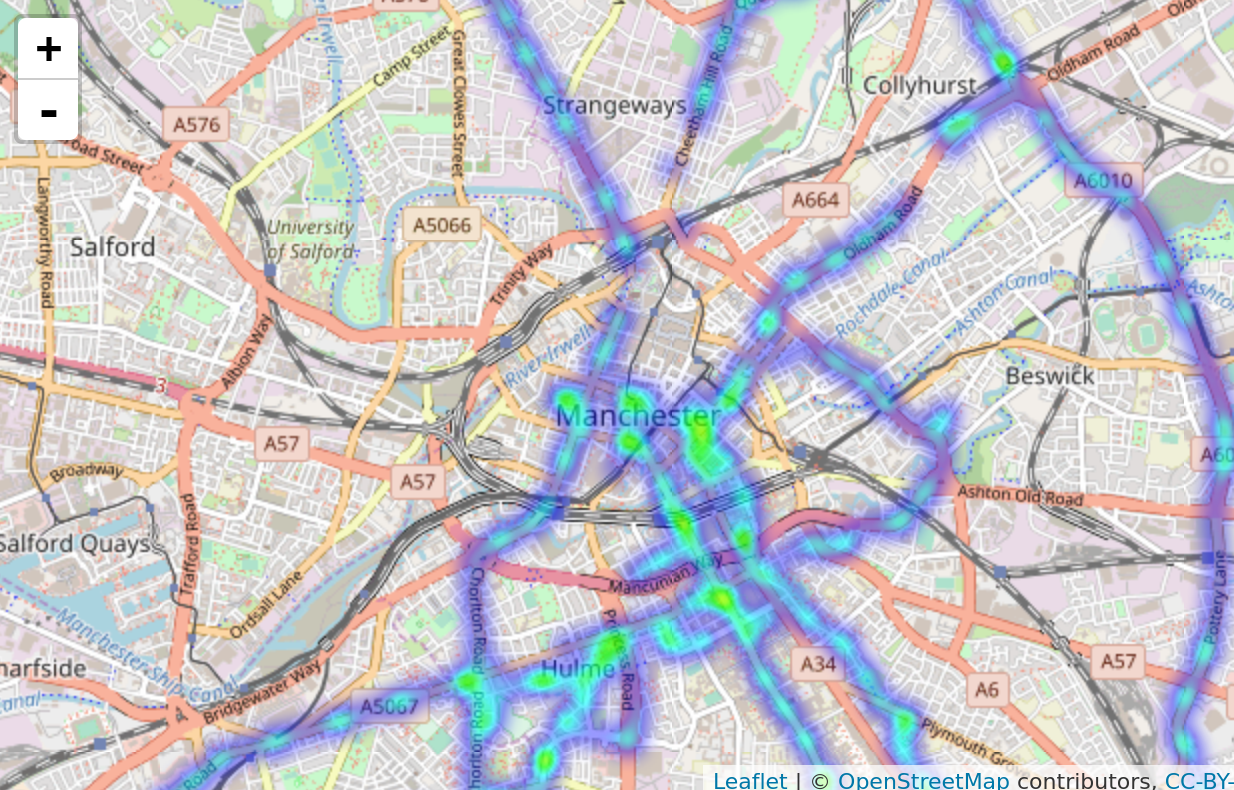 +
-
A576
Camp Street
Great Clowes Street
Strangeways
Cheetham Hill Road
Collyhurst
Oldham Road
A576
Langworthy Road
A6010
A664
Salford
University
of Salford
A5066
Trinity Way
Oldham Road
Rochdale Canal
Ashton Canal
River Irwell
Albion Way
3
Beswick
Manchester
A57
A57
Broadway
Ashton Old Road
Trafford Road
Salford Quays
Mancunian Way
Ordsall Lane
Chorlton Road
Pottery Lane
Manchester Ship Canal
Hulme
A34
A57
Bridgewater Way
A5067
A6
Plymouth Gro
Road
Leaflet | © OpenStreetMap contributors, CC-BY-